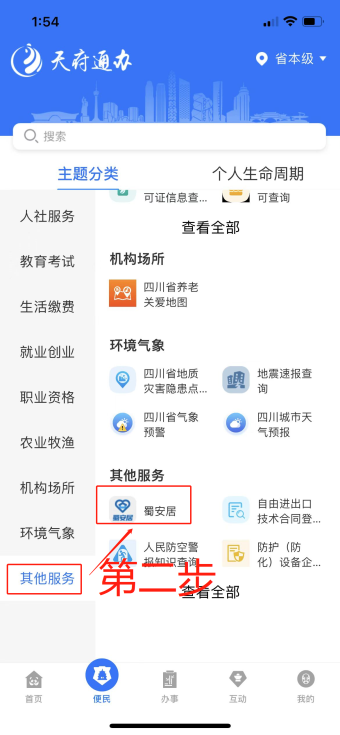 1:54
天府通办
省本级
搜索
主题分类
个人生命周期
人社服务
教育考试
生活缴费
就业创业
职业资格
农业牧渔
机构场所
环境气象
其他服务
可证信息查...
可查询
查看全部
机构场所
四川省养老
关爱地图
环境气象
四川省地质
灾害隐患点...
地震速报查
询
四川省气象
预警
四川城市天
气预报
其他服务
蜀安居
蜀安居
自由进出口
技术合同登...
人民防空警
报知识查询
防护（防
化）设备企...
第二步
查看全部
首页
便民
办事
互动
我的